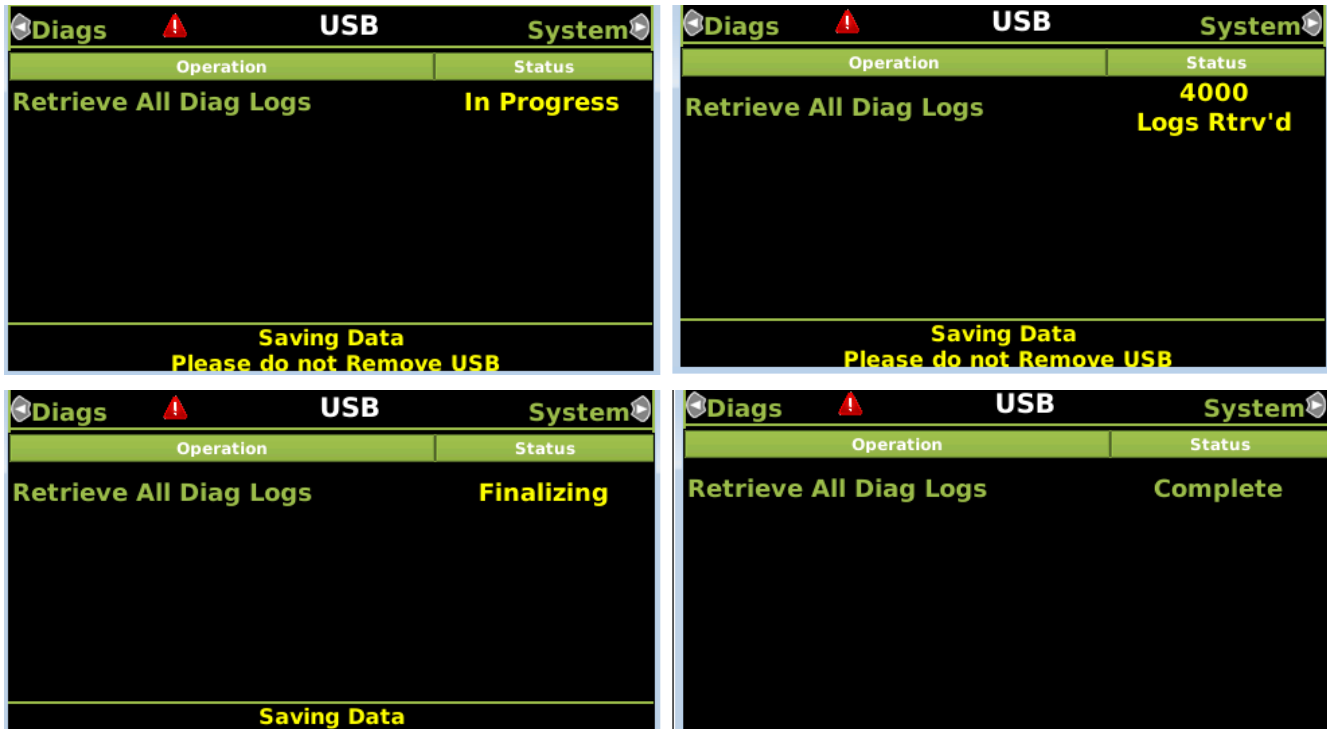 Diags USB System
Operation Status
Retrieve All Diag Logs In Progress
Saving Data
Please do not Remove USB
Diags USB System
Operation Status
Retrieve All Diag Logs 4000
Logs Rtrv'd
Saving Data
Please do not Remove USB
Diags USB System
Operation Status
Retrieve All Diag Logs Finalizing
Saving Data
Diags USB System
Operation Status
Retrieve All Diag Logs Complete